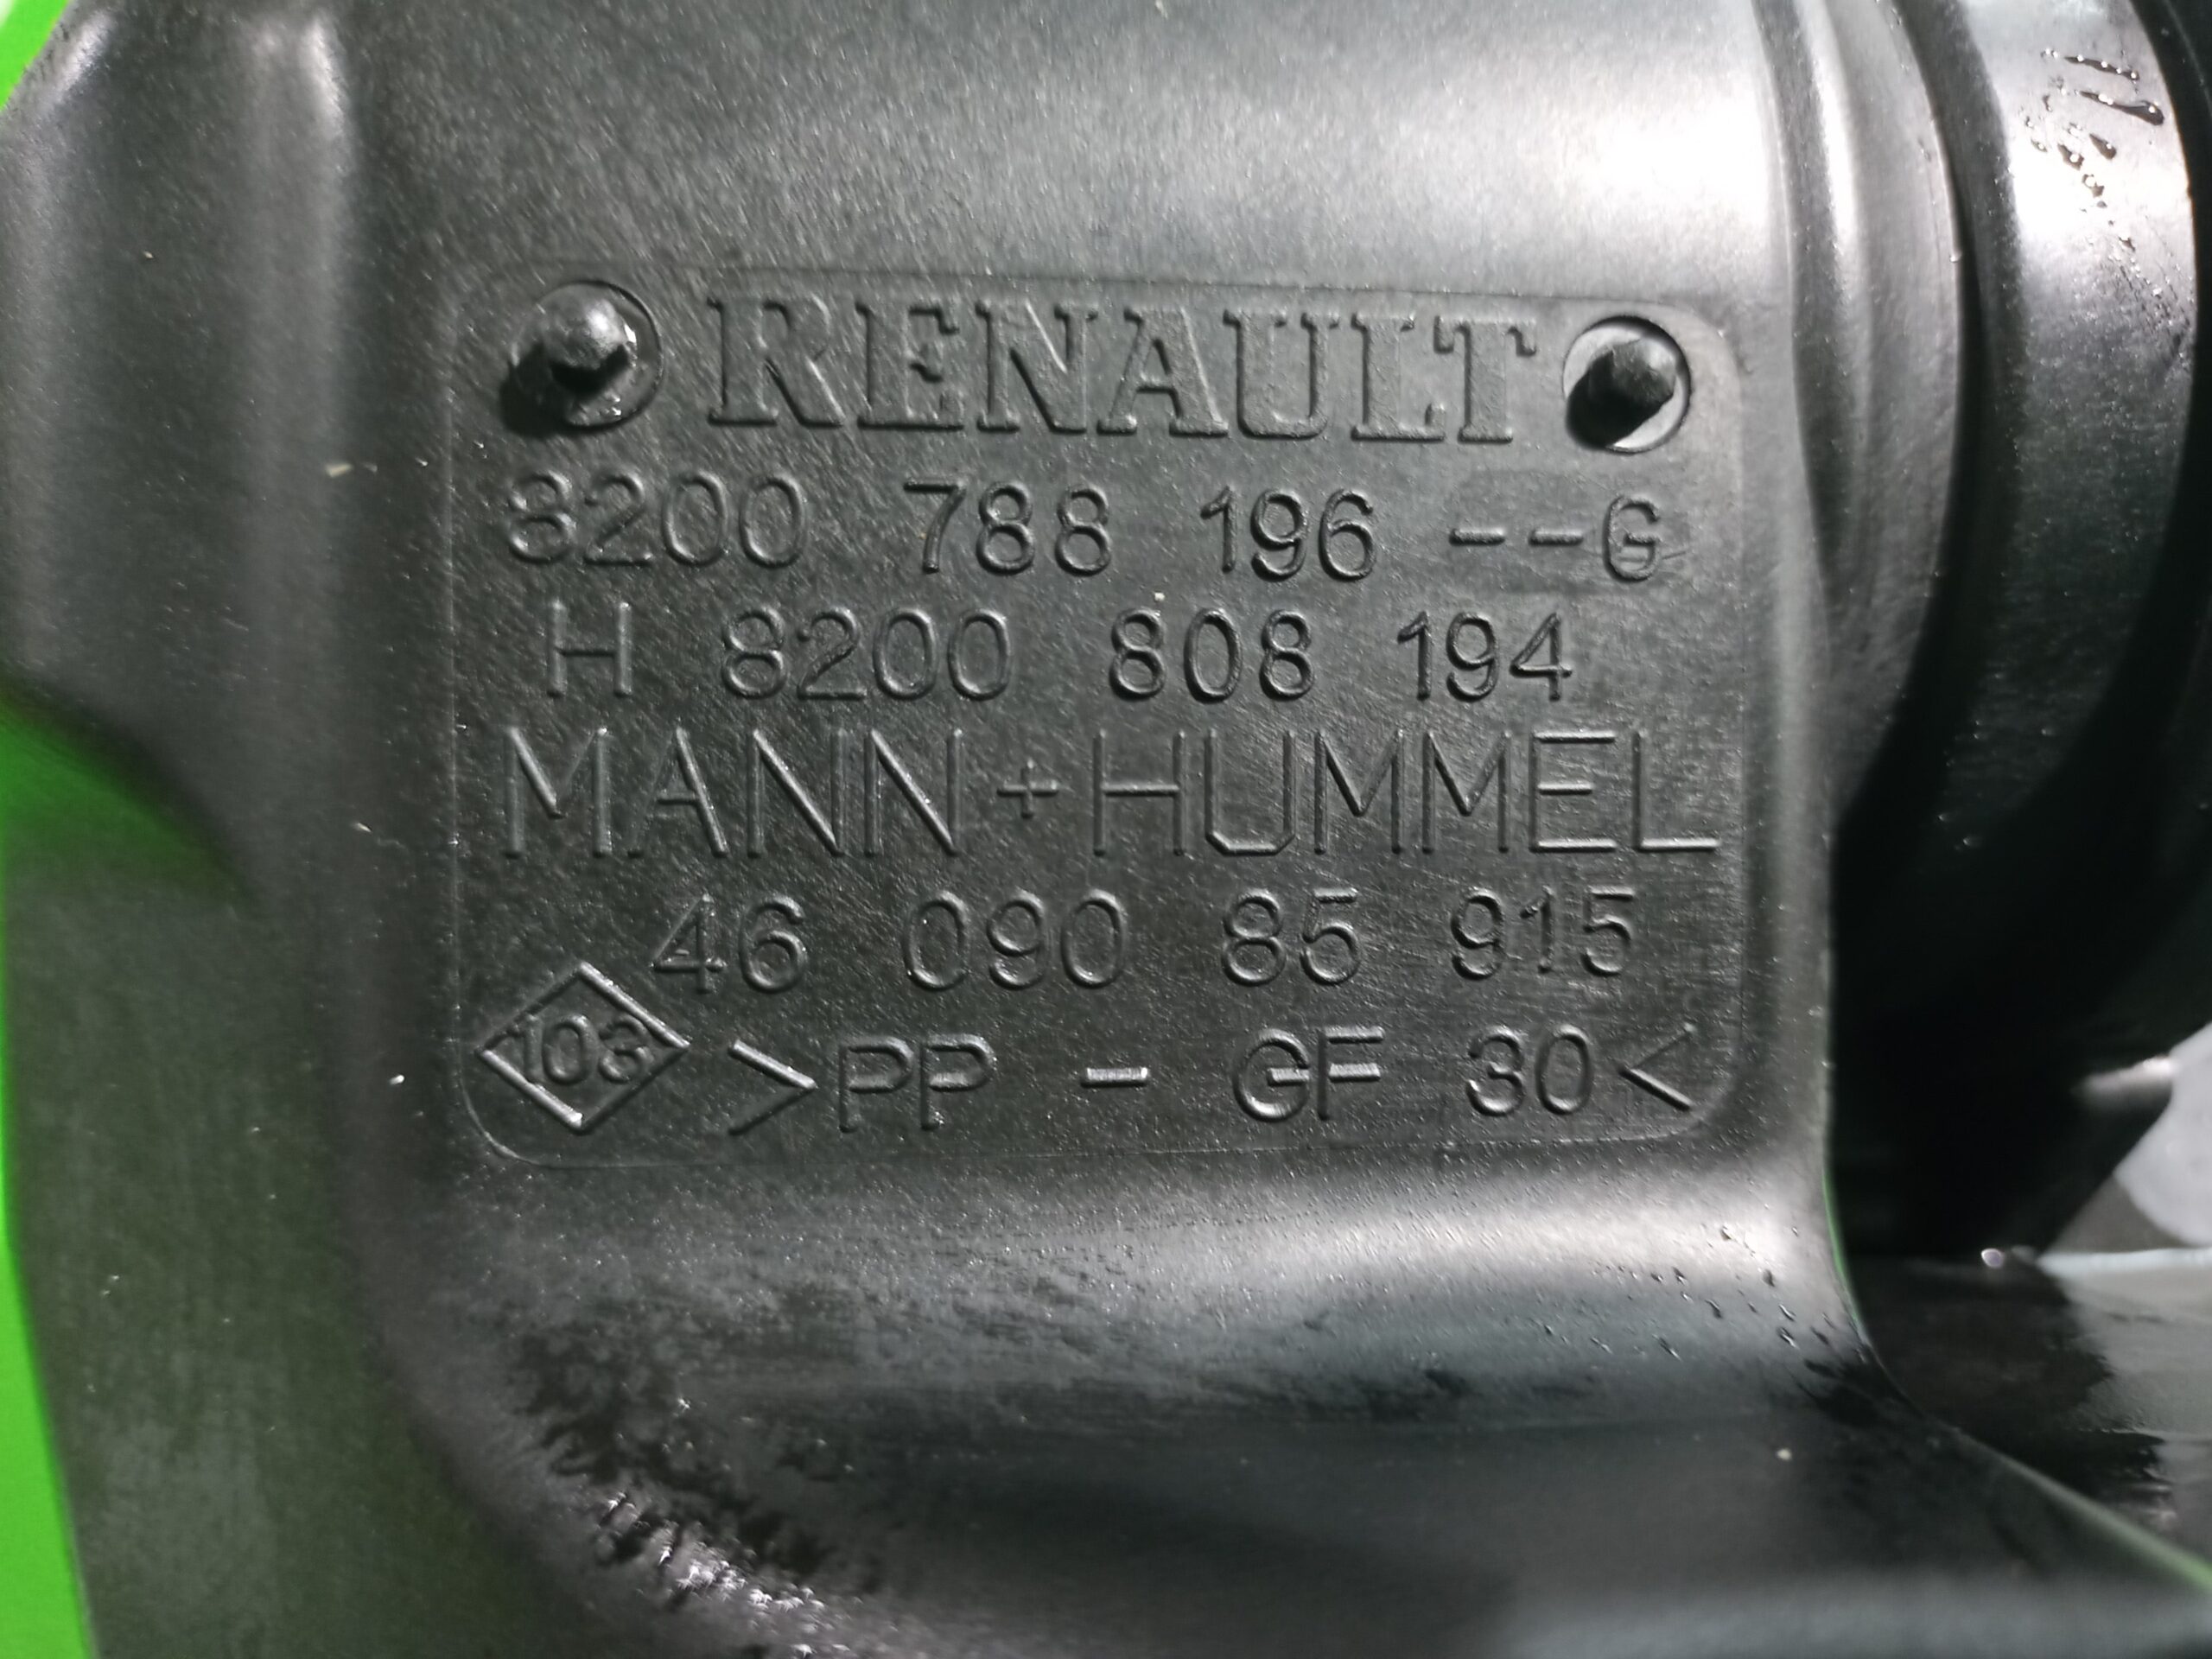 RENAULT
8200 788 196 --G
H 8200 808 194
MANN+HUMMEL
46 090 85 915
103 >PP - GF 30<